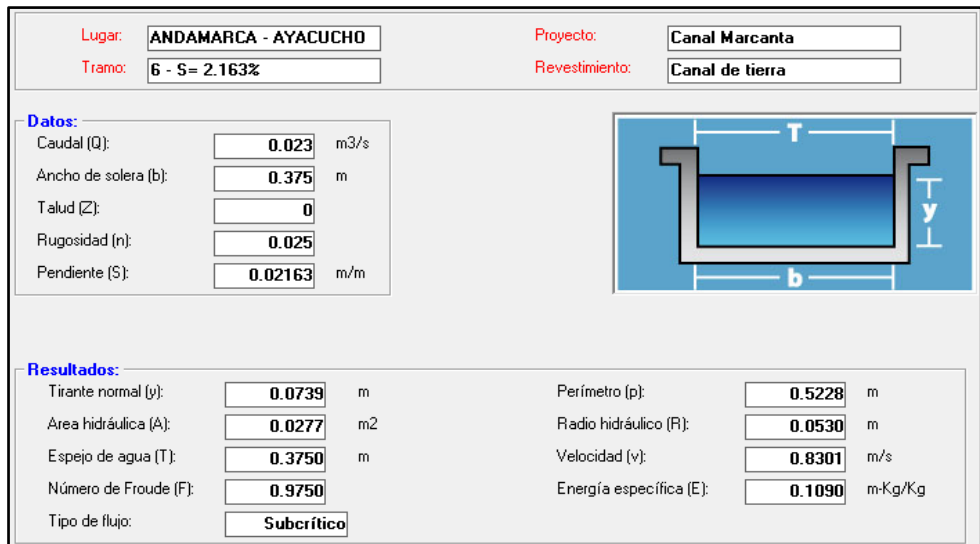 Lugar: ANDAMARCA - AYACUCHO Proyecto: Canal Marcanta
Tramo: 6 - S= 2.163% Revestimiento: Canal de tierra
Datos:
Caudal (Q): 0.023 m3/s
Ancho de solera (b): 0.375 m
Talud (Z): 0
Rugosidad (n): 0.025
Pendiente (S): 0.02163 m/m
T
y
b
Resultados:
Tirante normal (y): 0.0739 m Perímetro (p): 0.5228 m
Area hidráulica (A): 0.0277 m2 Radio hidráulico (R): 0.0530 m
Espejo de agua (T): 0.3750 m Velocidad (v): 0.8301 m/s
Número de Froude (F): 0.9750 Energía específica (E): 0.1090 m-Kg/Kg
Tipo de flujo: Subcrítico